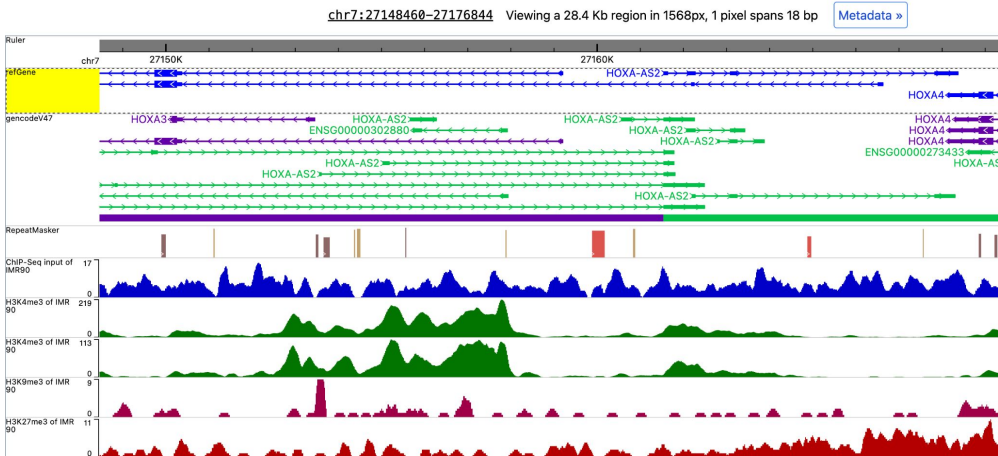 chr7:27148460-27176844 Viewing a 28.4 Kb region in 1568px, 1 pixel spans 18 bp Metadata »
Ruler
chr7 27150K 27160K
refGene HOXA-AS2
HOXA4
gencodeV47 HOXA3 HOXA-AS2 HOXA-AS2 HOXA4
ENSG00000302880 HOXA-AS2 HOXA4
HOXA-AS2 HOXA4
ENSG00000273433
HOXA-AS2 HOXA-AS
HOXA-AS2
HOXA-AS2
RepeatMasker
ChIP-Seq input of 17
IMR90
0
H3K4me3 of IMR 219
90
0
H3K4me3 of IMR 113
90
0
H3K9me3 of IMR 9
90
0
H3K27me3 of IMR 11
90
0